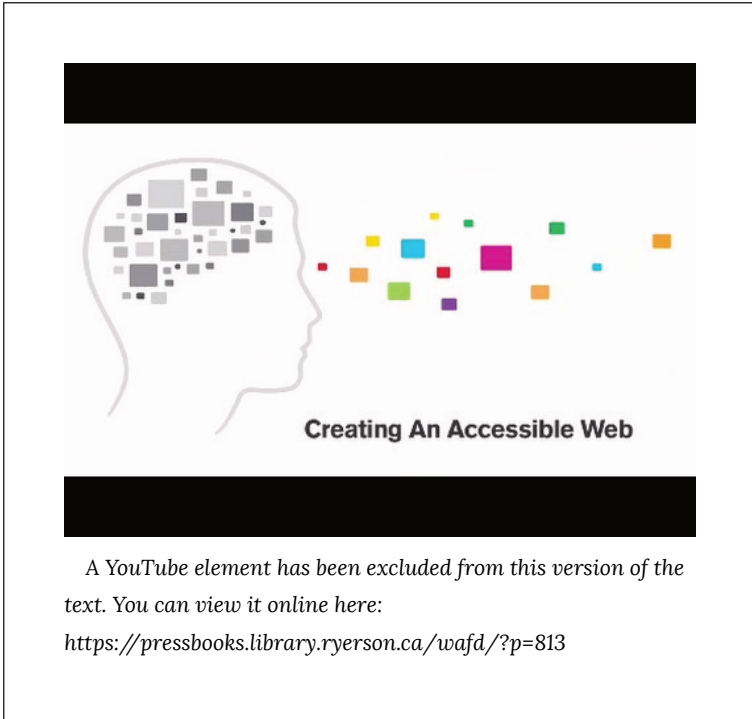 Creating An Accessible Web
A YouTube element has been excluded from this version of the
text. You can view it online here:
https://pressbooks.library.ryerson.ca/wafd/?p=813